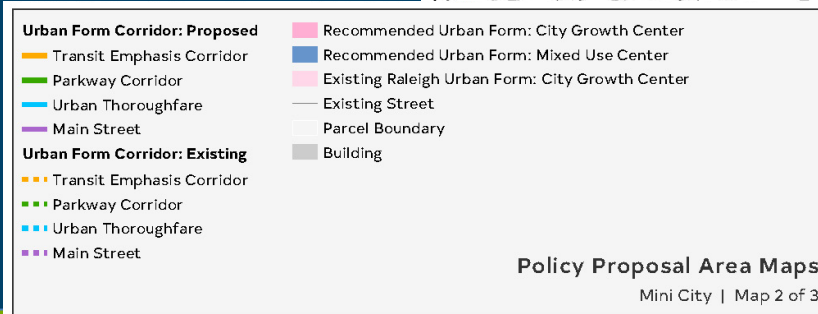 Urban Form Corridor: Proposed
Transit Emphasis Corridor
Parkway Corridor
Urban Thoroughfare
Main Street
Urban Form Corridor: Existing
Transit Emphasis Corridor
Parkway Corridor
Urban Thoroughfare
Main Street
Recommended Urban Form: City Growth Center
Recommended Urban Form: Mixed Use Center
Existing Raleigh Urban Form: City Growth Center
Existing Street
Parcel Boundary
Building
Policy Proposal Area Maps
Mini City | Map 2 of 3